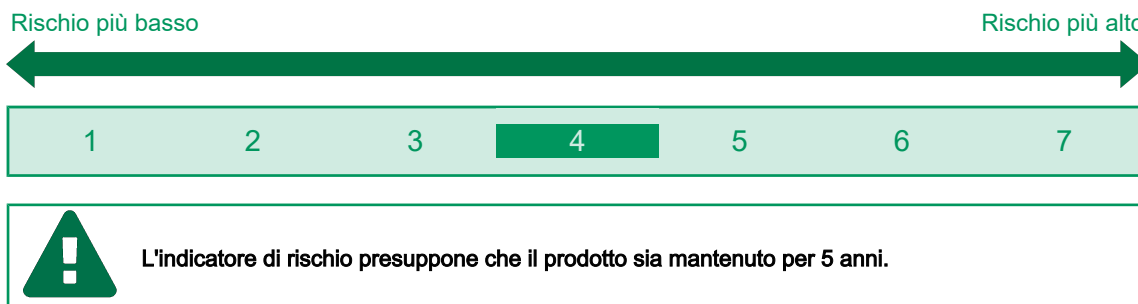 Rischio più basso Rischio più alto
1 2 3 4 5 6 7
L'indicatore di rischio presuppone che il prodotto sia mantenuto per 5 anni.